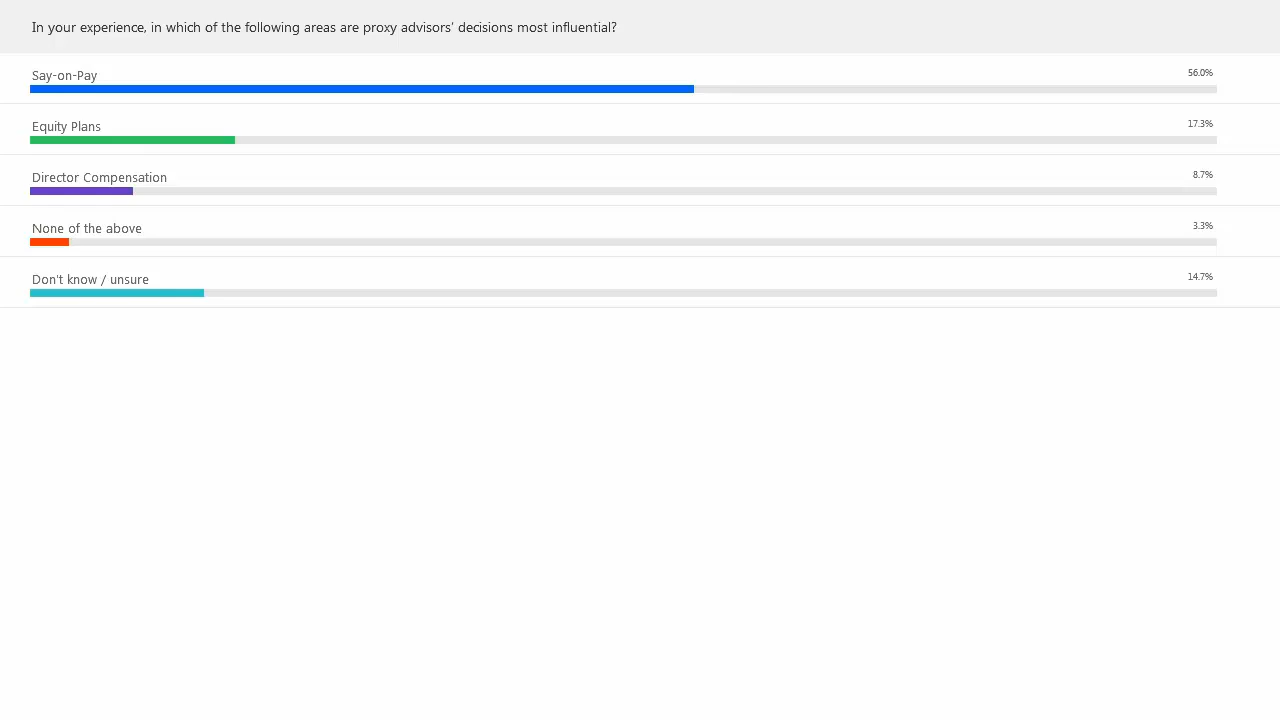 In your experience, in which of the following areas are proxy advisors’ decisions most influential?
Say-on-Pay
56.0%
Equity Plans
17.3%
Director Compensation
8.7%
None of the above
3.3%
Don't know / unsure
14.7%